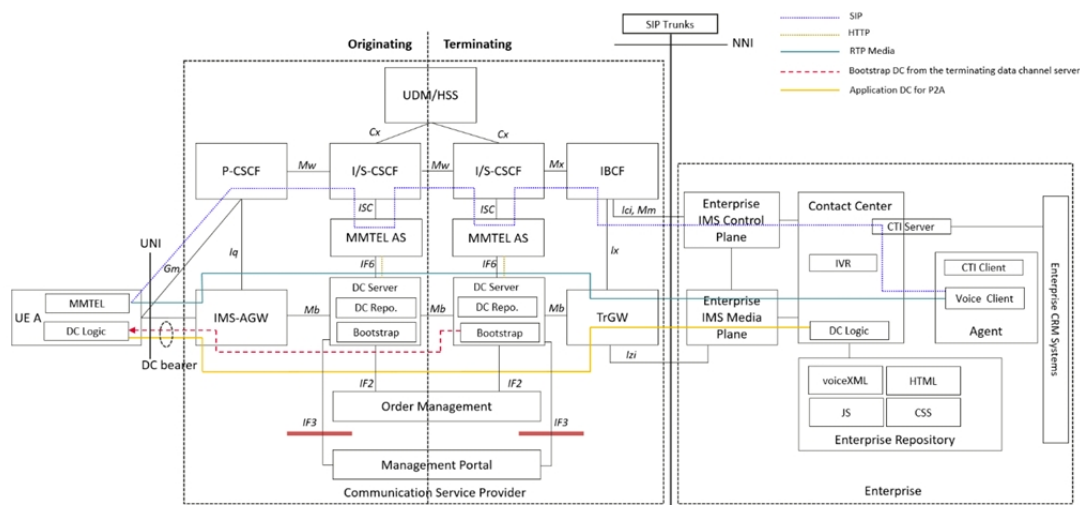 SIP Trunks
NNI
SIP
HTTP
RTP Media
Bootstrap DC from the terminating data channel server
Application DC for P2A
Originating
Terminating
UDM/HSS
Cx
Cx
P-CSCF
Mw
I/S-CSCF
Mw
I/S-CSCF
Mx
IBCF
ISC
ISC
Ici, Mm
MMTEL AS
MMTEL AS
Iq
Ix
Gm
UNI
IF6
IF6
Enterprise
IMS Control
Plane
Contact Center
CTI Server
IVR
CTI Client
Voice Client
Agent
UE A
MMTEL
DC Logic
DC bearer
IMS-AGW
Mb
DC Server
DC Repo.
Bootstrap
Mb
DC Server
DC Repo.
Bootstrap
Mb
TrGW
Izi
Enterprise
IMS Media
Plane
DC Logic
Enterprise CRM Systems
IF2
IF2
Order Management
IF3
IF3
Management Portal
Communication Service Provider
voiceXML
HTML
JS
CSS
Enterprise Repository
Enterprise